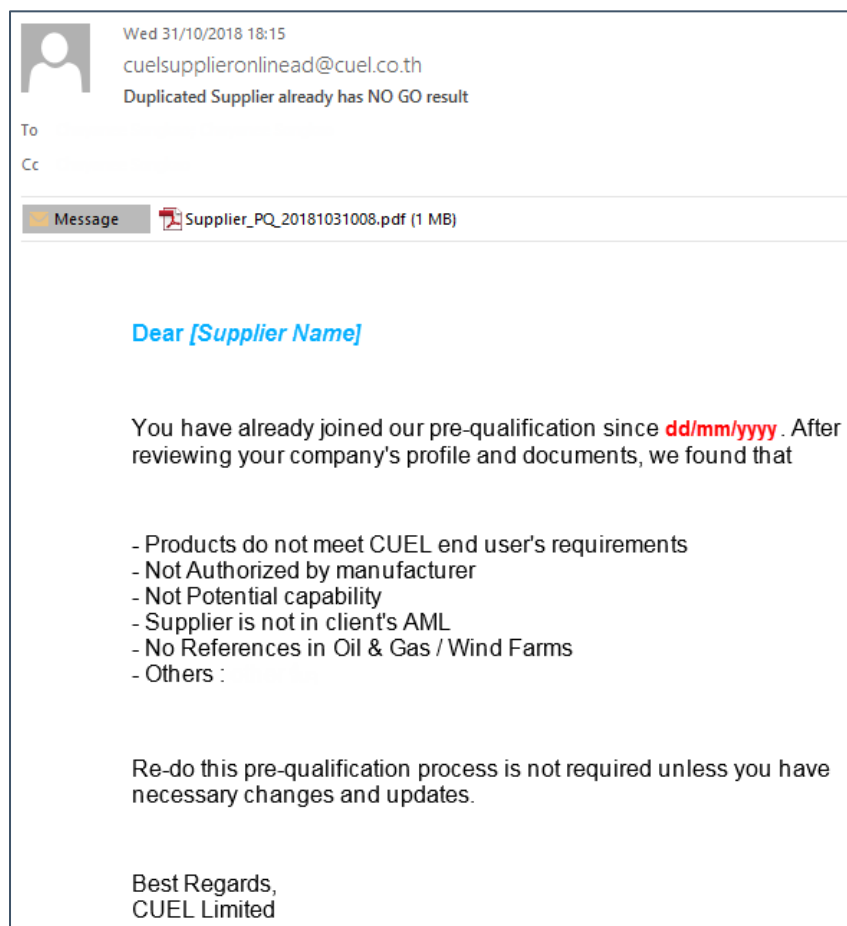 Wed 31/10/2018 18:15
cuelsupplieronlinead@cuel.co.th
Duplicated Supplier already has NO GO result
To
Cc
Message Supplier_PQ_20181031008.pdf (1 MB)
Dear [Supplier Name]
You have already joined our pre-qualification since dd/mm/yyyy . After
reviewing your company's profile and documents, we found that
- Products do not meet CUEL end user's requirements
- Not Authorized by manufacturer
- Not Potential capability
- Supplier is not in client's AML
- No References in Oil & Gas / Wind Farms
- Others :
Re-do this pre-qualification process is not required unless you have
necessary changes and updates.
Best Regards,
CUEL Limited